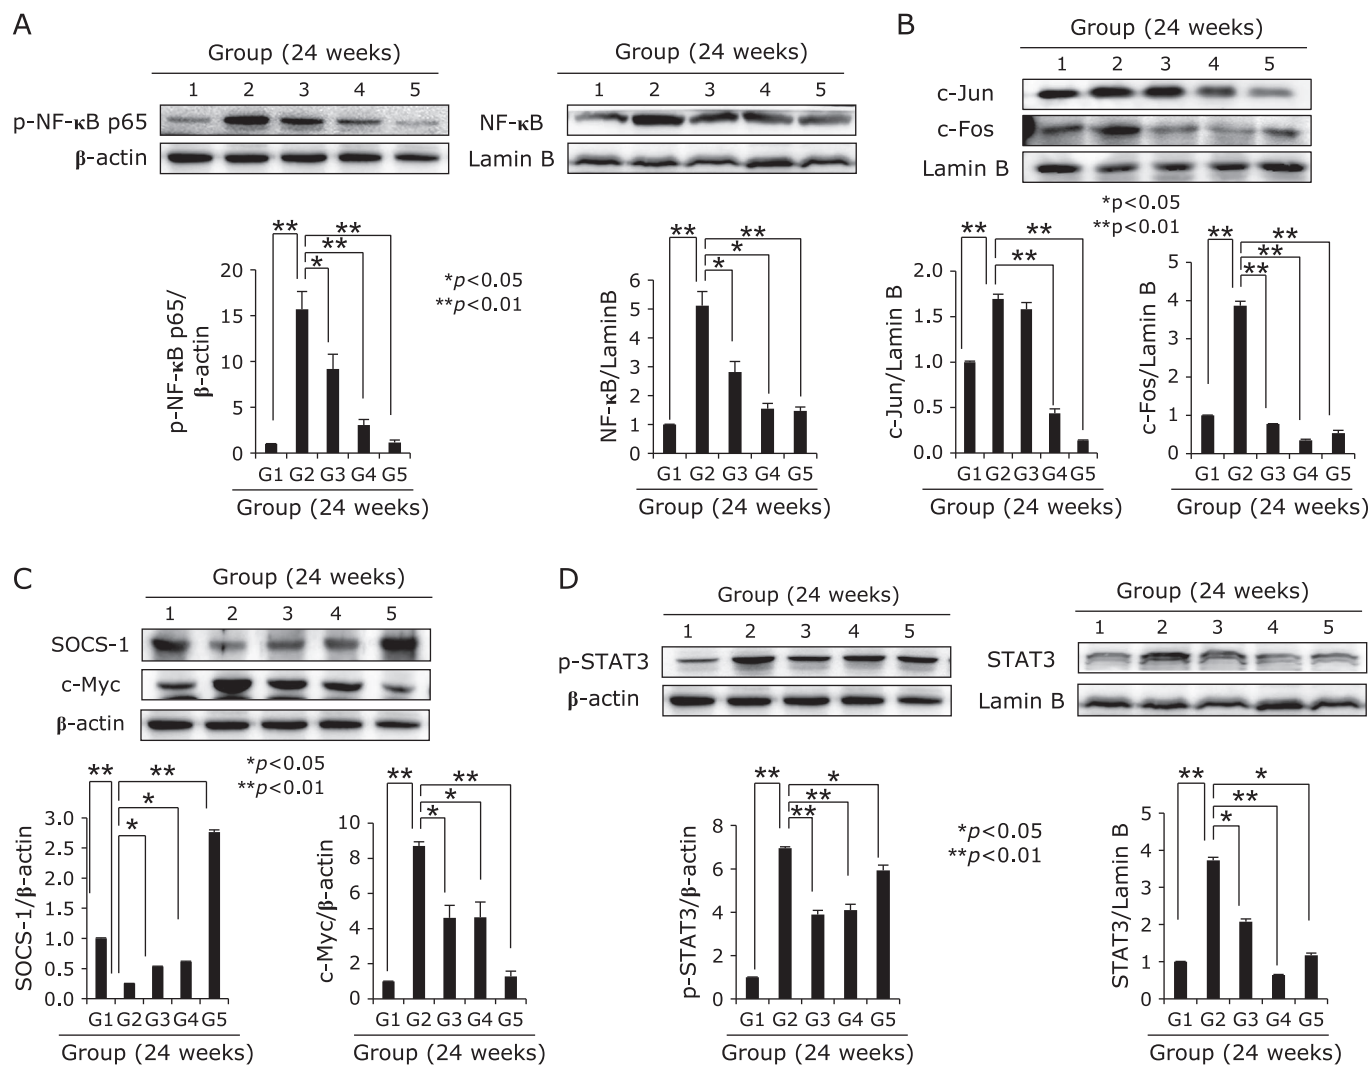 A
Group (24 weeks)
1 2 3 4 5
p-NF-κB p65
β-actin
Group (24 weeks)
1 2 3 4 5
NF-κB
Lamin B
** ** ** *
p-NF-κB p65/
β-actin
20
15
10
5
0
G1 G2 G3 G4 G5
Group (24 weeks)
*p<0.05
**p<0.01
** ** * *
NF-κB/LaminB
6
5
4
3
2
1
0
G1 G2 G3 G4 G5
Group (24 weeks)
B
Group (24 weeks)
1 2 3 4 5
c-Jun
c-Fos
Lamin B
*p<0.05
**p<0.01
** ** **
c-Jun/Lamin B
2.0
1.5
1.0
0.5
0.0
G1 G2 G3 G4 G5
Group (24 weeks)
** ** ** **
c-Fos/Lamin B
5
4
3
2
1
0
G1 G2 G3 G4 G5
Group (24 weeks)
C
Group (24 weeks)
1 2 3 4 5
SOCS-1
c-Myc
β-actin
*p<0.05
**p<0.01
** ** * *
SOCS-1/β-actin
3.0
2.5
2.0
1.5
1.0
0.5
0.0
G1 G2 G3 G4 G5
Group (24 weeks)
** ** * *
c-Myc/β-actin
10
8
6
4
2
0
G1 G2 G3 G4 G5
Group (24 weeks)
D
Group (24 weeks)
1 2 3 4 5
p-STAT3
β-actin
Group (24 weeks)
1 2 3 4 5
STAT3
Lamin B
** * ** **
p-STAT3/β-actin
8
6
4
2
0
G1 G2 G3 G4 G5
Group (24 weeks)
*p<0.05
**p<0.01
** * ** *
STAT3/Lamin B
5
4
3
2
1
0
G1 G2 G3 G4 G5
Group (24 weeks)